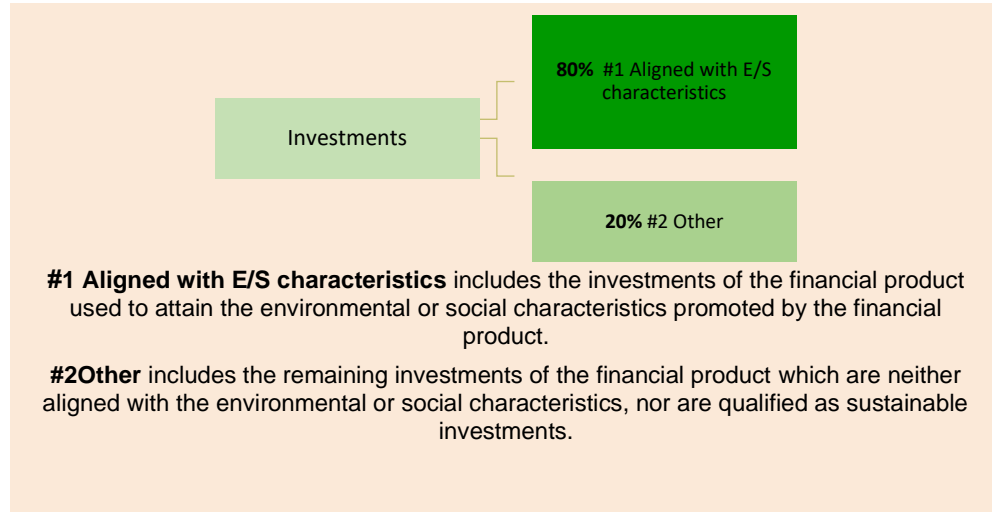 80% #1 Aligned with E/S
characteristics
Investments
20% #2 Other
#1 Aligned with E/S characteristics includes the investments of the financial product
used to attain the environmental or social characteristics promoted by the financial
product.
#2Other includes the remaining investments of the financial product which are neither
aligned with the environmental or social characteristics, nor are qualified as sustainable
investments.